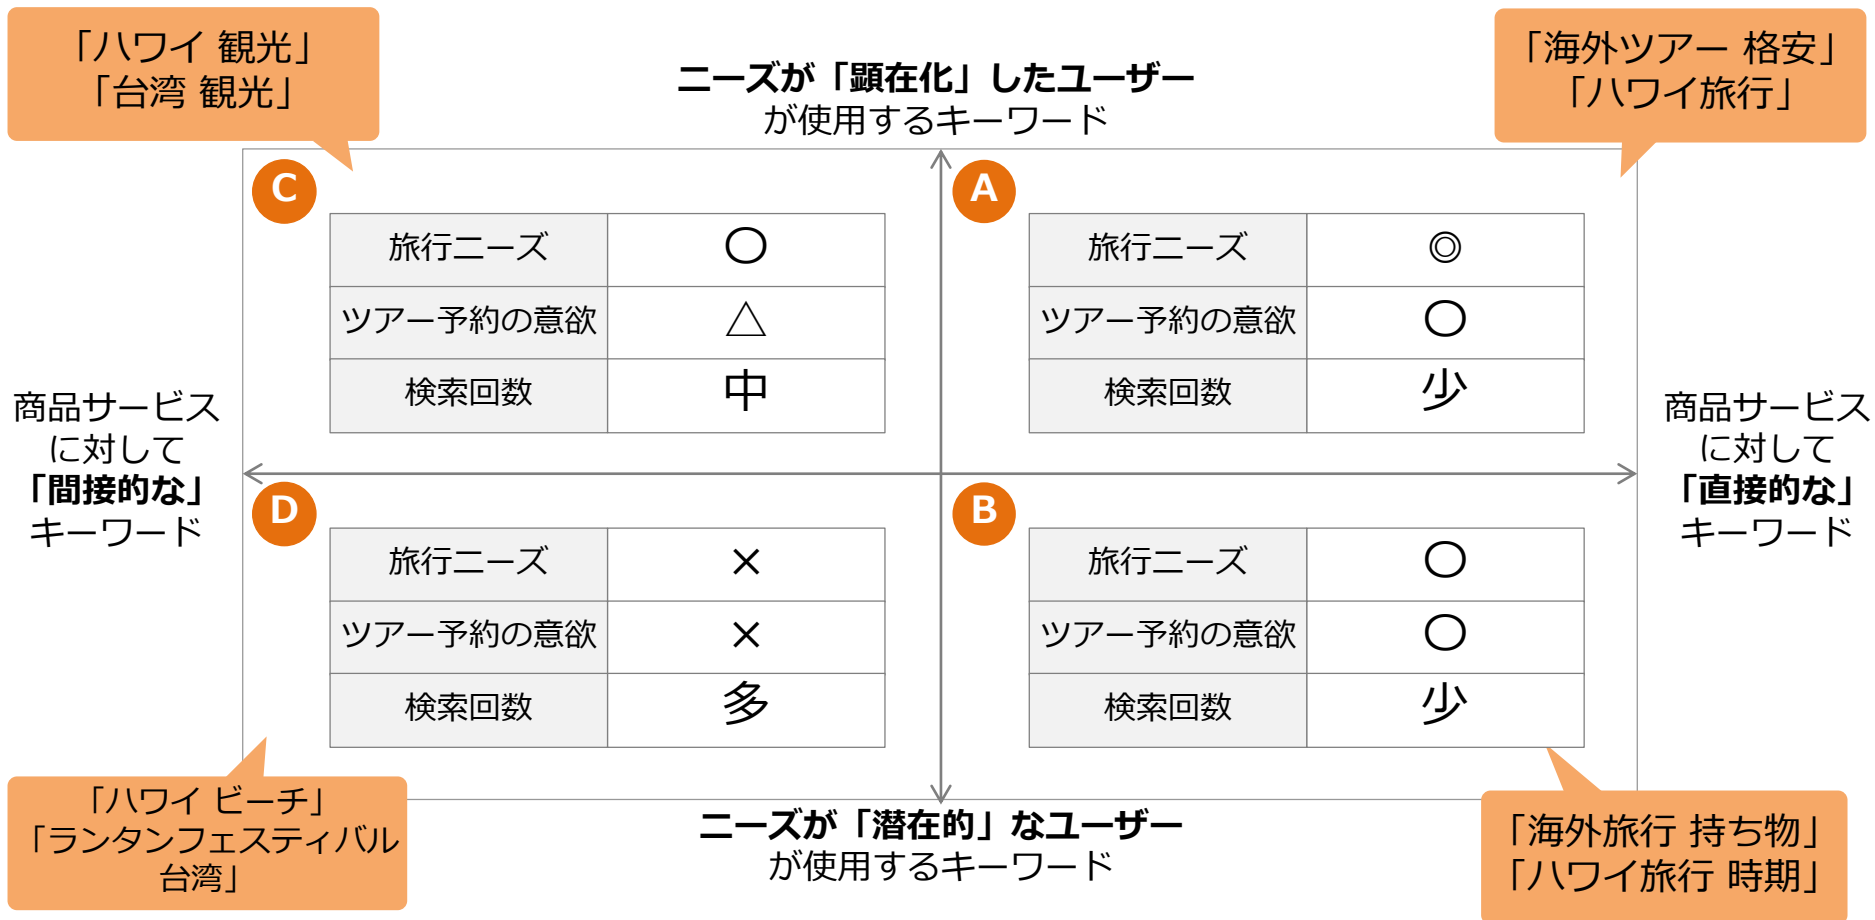 「ハワイ 観光」
「台湾 観光」
ニーズが「顕在化」したユーザー
が使用するキーワード
「海外ツアー 格安」
「ハワイ旅行」
C
旅行ニーズ 〇
ツアー予約の意欲 △
検索回数 中
A
旅行ニーズ ◎
ツアー予約の意欲 〇
検索回数 少
商品サービス
に対して
「間接的な」
キーワード
商品サービス
に対して
「直接的な」
キーワード
D
旅行ニーズ ×
ツアー予約の意欲 ×
検索回数 多
B
旅行ニーズ 〇
ツアー予約の意欲 〇
検索回数 少
「ハワイ ビーチ」
「ランタンフェスティバル
台湾」
ニーズが「潜在的」なユーザー
が使用するキーワード
「海外旅行 持ち物」
「ハワイ旅行 時期」